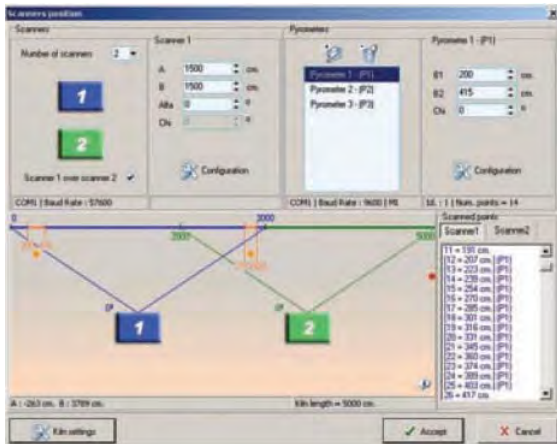 Scanners position
Scanners
Number of scanners 2
1
2
Scanner 1 over scanner 2
COM1 | Baud Rate : 57600
Scanner 1
A 1500 cm.
B 1500 cm.
Alfa 0 º
Chi 0 º
Configuration
Pyrometers
Pyrometer 1 - (P1)
Pyrometer 2 - (P2)
Pyrometer 3 - (P3)
COM1 | Baud Rate : 9600 |
Pyrometer 1 - (P1)
B1 200 cm.
B2 415 cm.
Chi 0 º
Configuration
Id. : 1 | Num. points = 14
0 2000 3000 5000
0º 1 0º 2
A : -263 cm. B : 3789 cm. Kiln length = 5000 cm.
Scanned points
Scanner1 Scanner2
11 = 191 cm.
12 = 207 cm. (P1)
13 = 223 cm. (P1)
14 = 239 cm. (P1)
15 = 254 cm. (P1)
16 = 270 cm. (P1)
17 = 285 cm. (P1)
18 = 301 cm. (P1)
19 = 316 cm. (P1)
20 = 331 cm. (P1)
21 = 345 cm. (P1)
22 = 360 cm. (P1)
23 = 374 cm. (P1)
24 = 389 cm. (P1)
25 = 403 cm. (P1)
26 = 417 cm.
Kiln settings Accept Cancel